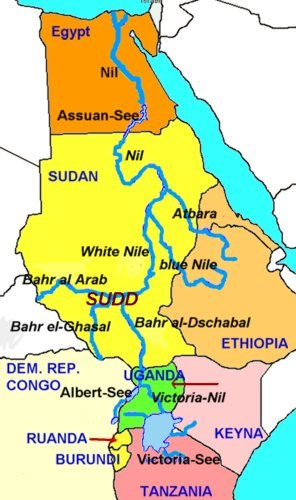 Israel
Egypt
Nil
Assuan-See
Nil
SUDAN
Atbara
White Nile
blue Nile
Bahr al Arab
SUDD
Bahr el-Ghasal
Bahr al-Dschabal
ETHIOPIA
DEM. REP.
CONGO
UGANDA
Albert-See
Victoria-Nil
RUANDA
KEYNA
BURUNDI
Victoria-See
TANZANIA